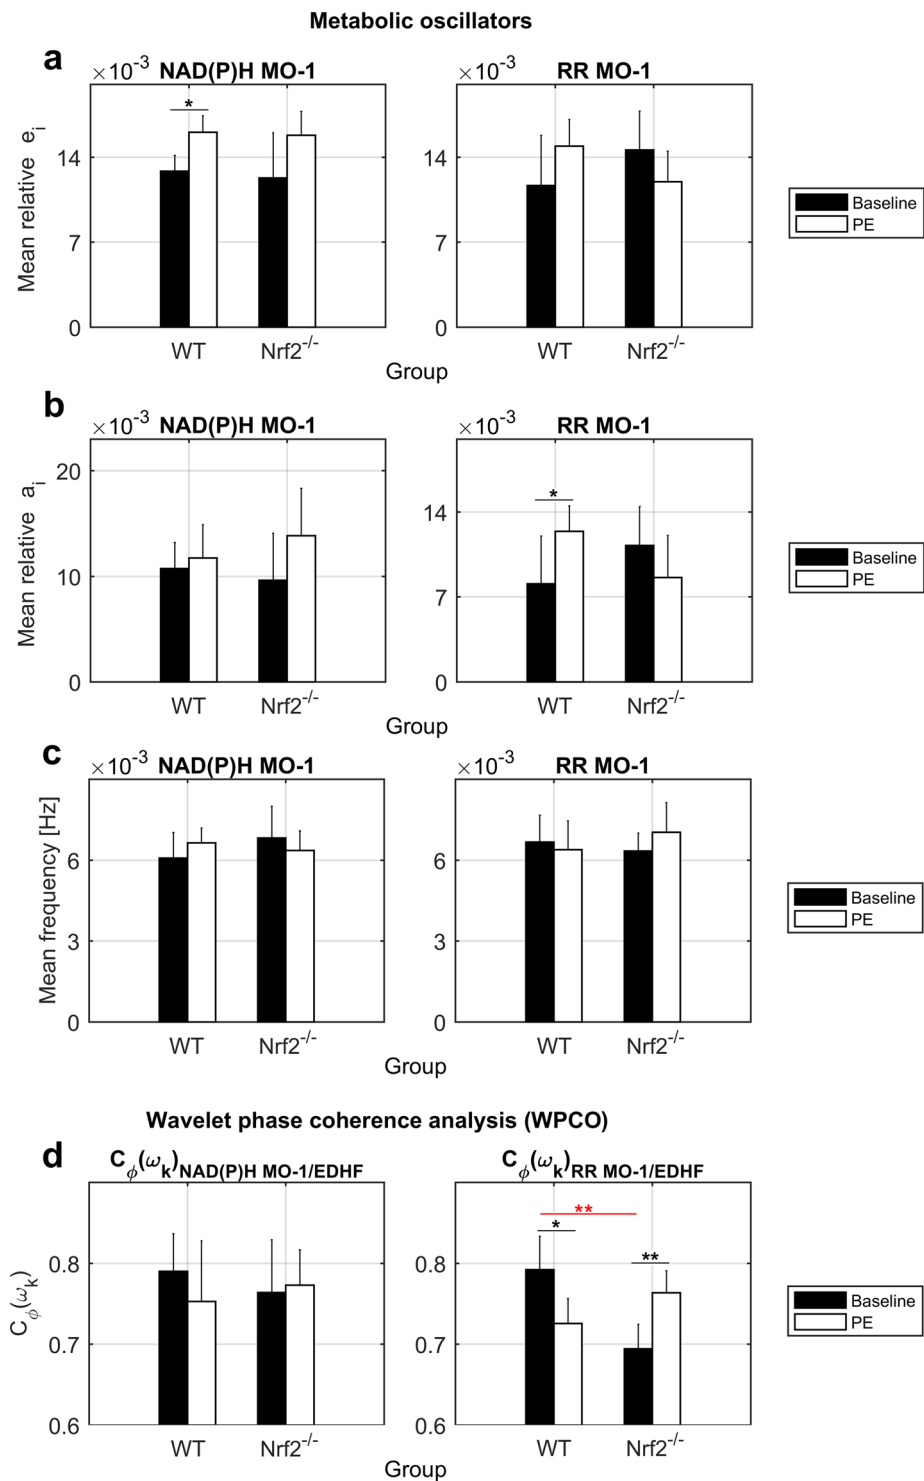 Metabolic oscillators
a
×10⁻³ NAD(P)H MO-1
×10⁻³ RR MO-1
Mean relative eᵢ
14
7
0
14
7
0
*
WT Nrf2⁻/⁻
WT Nrf2⁻/⁻
Group
Baseline
PE
b
×10⁻³ NAD(P)H MO-1
×10⁻³ RR MO-1
Mean relative aᵢ
20
10
0
14
7
0
*
WT Nrf2⁻/⁻
WT Nrf2⁻/⁻
Group
Baseline
PE
c
×10⁻³ NAD(P)H MO-1
×10⁻³ RR MO-1
Mean frequency [Hz]
6
3
0
6
3
0
WT Nrf2⁻/⁻
WT Nrf2⁻/⁻
Group
Baseline
PE
Wavelet phase coherence analysis (WPCO)
d
C_ϕ(ω_k) NAD(P)H MO-1/EDHF
C_ϕ(ω_k) RR MO-1/EDHF
C_ϕ(ω_k)
0.8
0.7
0.6
0.8
0.7
0.6
**
*
**
WT Nrf2⁻/⁻
WT Nrf2⁻/⁻
Group
Baseline
PE